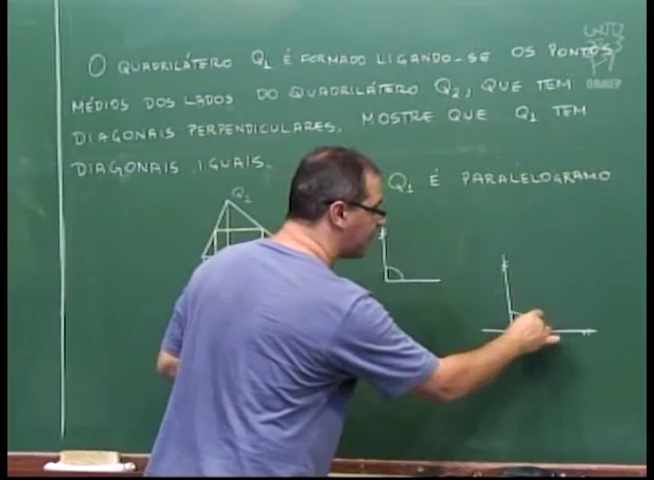 O QUADRILÁTERO Q₁ É FORMADO LIGANDO-SE OS PONTOS
MÉDIOS DOS LADOS DO QUADRILÁTERO Q₂, QUE TEM
DIAGONAIS PERPENDICULARES. MOSTRE QUE Q₁ TEM
DIAGONAIS IGUAIS.
Q₁ É PARALELOGRAMO
Q₂
OBMEP